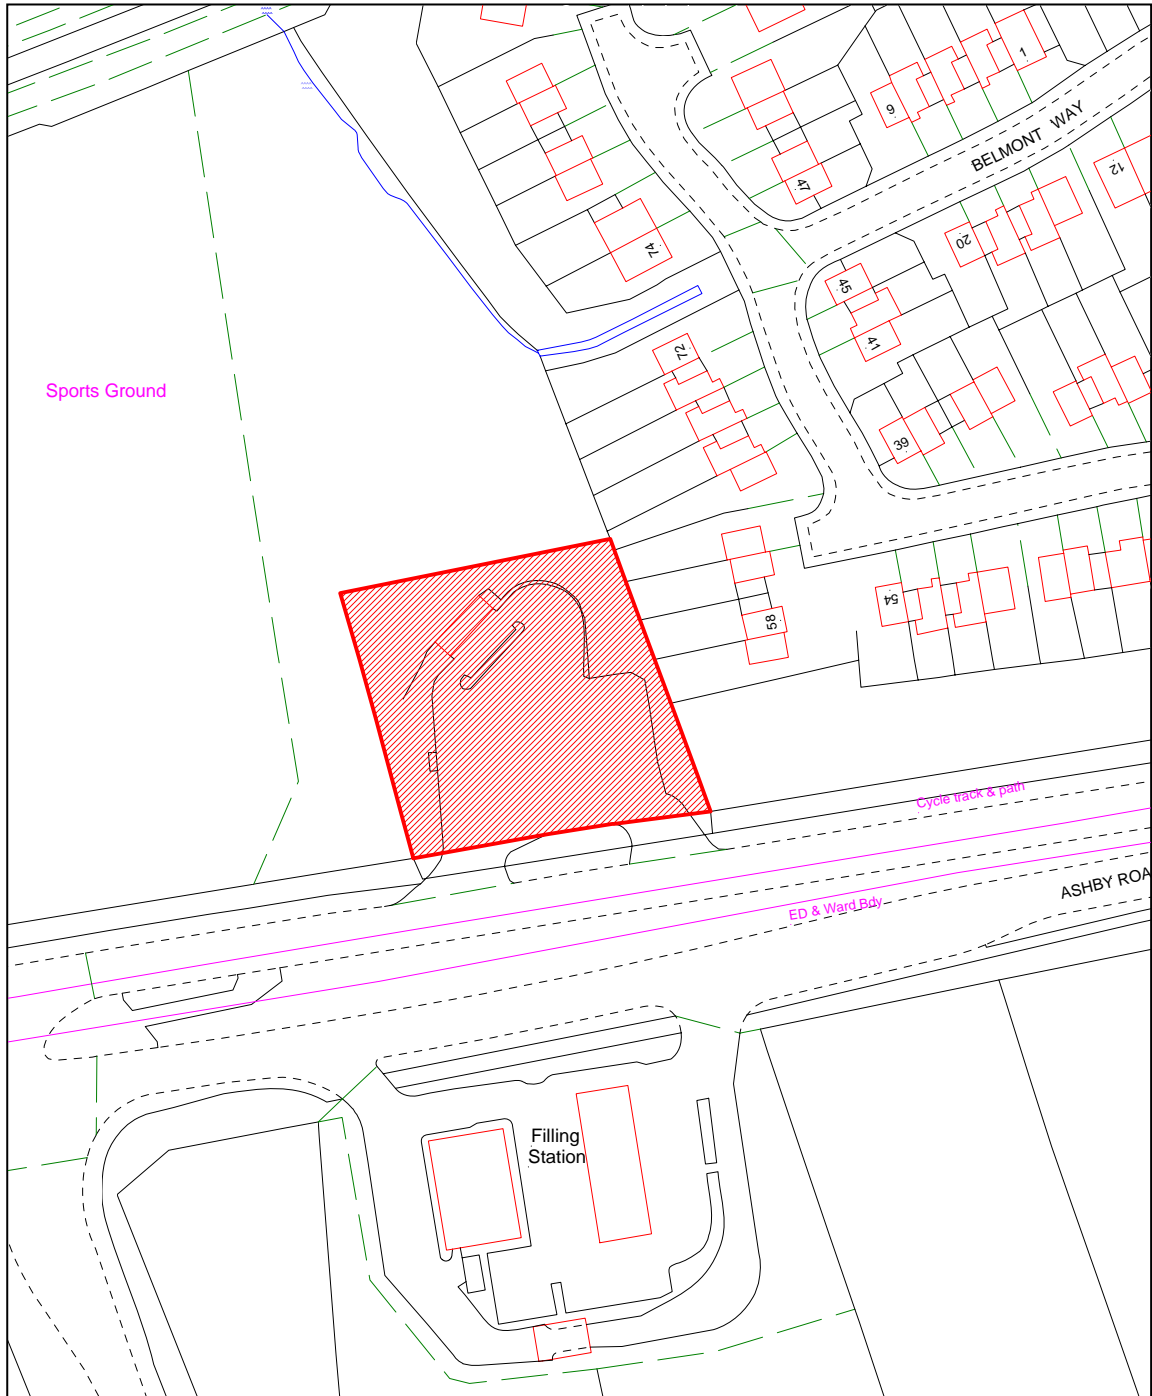 1
9
BELMONT WAY
12
47
20
74
45
41
72
Sports Ground
39
54
58
Cycle track & path
ASHBY ROA
ED & Ward Bdy
Filling
Station